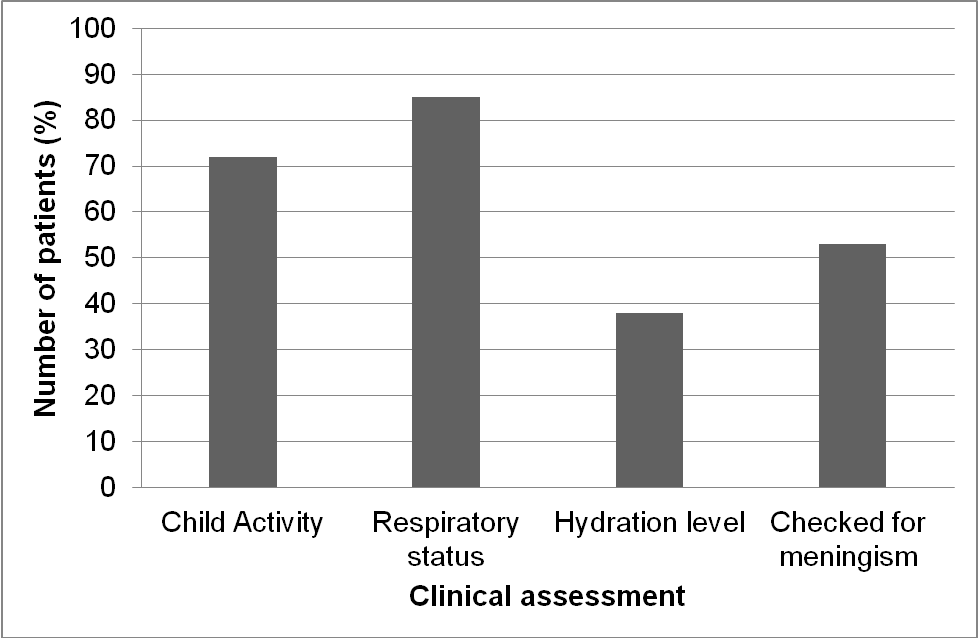 Number of patients (%)
100
90
80
70
60
50
40
30
20
10
0
Child Activity
Respiratory
status
Hydration level
Checked for
meningism
Clinical assessment